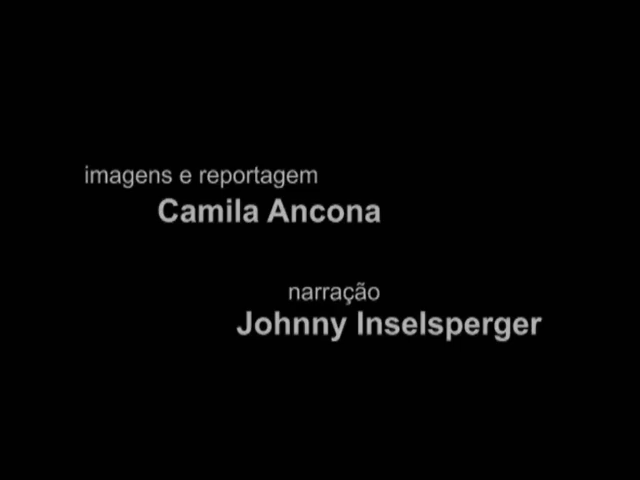 imagens e reportagem
Camila Ancona
narração
Johnny Inselsperger